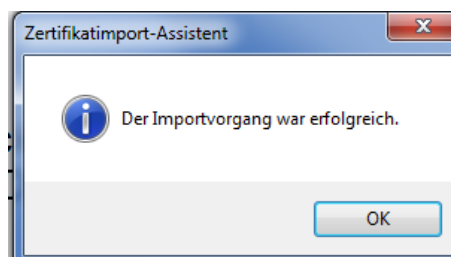 Zertifikatimport-Assistent
Der Importvorgang war erfolgreich.
OK